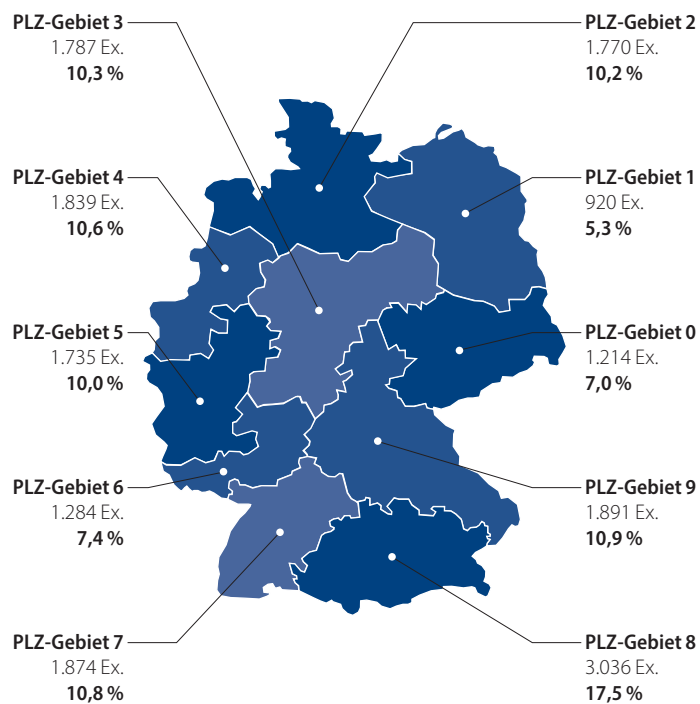 PLZ-Gebiet 3
1.787 Ex.
10,3 %
PLZ-Gebiet 2
1.770 Ex.
10,2 %
PLZ-Gebiet 4
1.839 Ex.
10,6 %
PLZ-Gebiet 1
920 Ex.
5,3 %
PLZ-Gebiet 5
1.735 Ex.
10,0 %
PLZ-Gebiet 0
1.214 Ex.
7,0 %
PLZ-Gebiet 6
1.284 Ex.
7,4 %
PLZ-Gebiet 9
1.891 Ex.
10,9 %
PLZ-Gebiet 7
1.874 Ex.
10,8 %
PLZ-Gebiet 8
3.036 Ex.
17,5 %